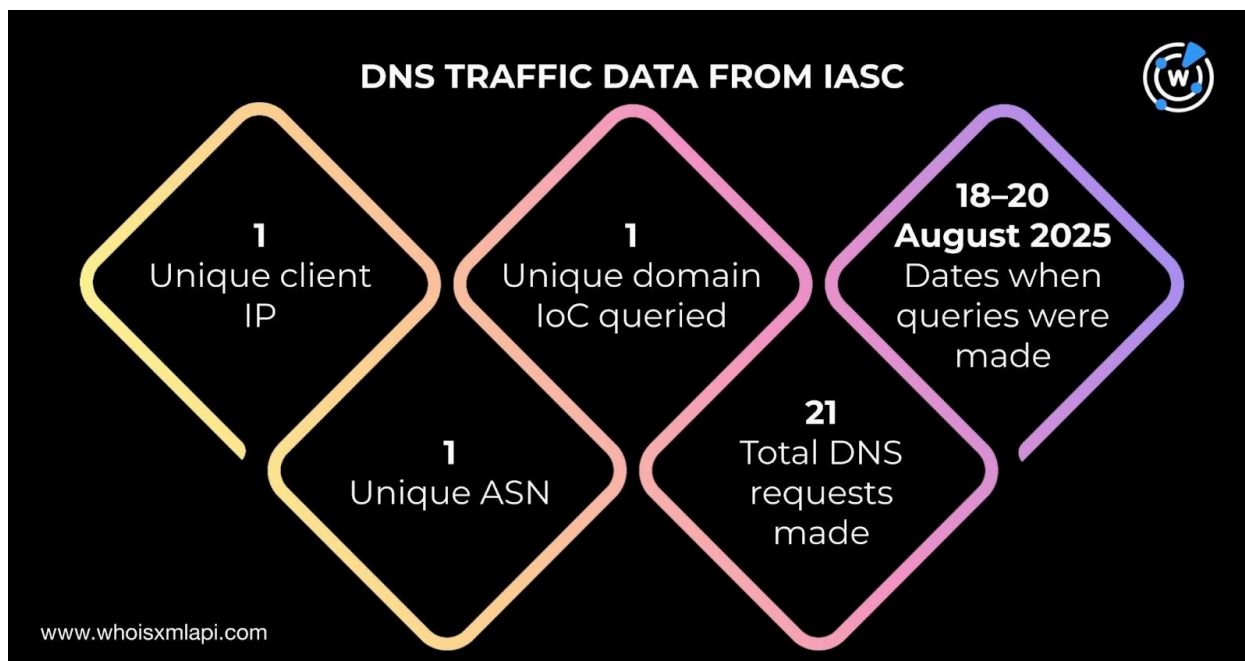 DNS TRAFFIC DATA FROM IASC
W
1
Unique client
IP
1
Unique domain
IoC queried
18–20
August 2025
Dates when
queries were
made
1
Unique ASN
21
Total DNS
requests
made
www.whoisxmlapi.com